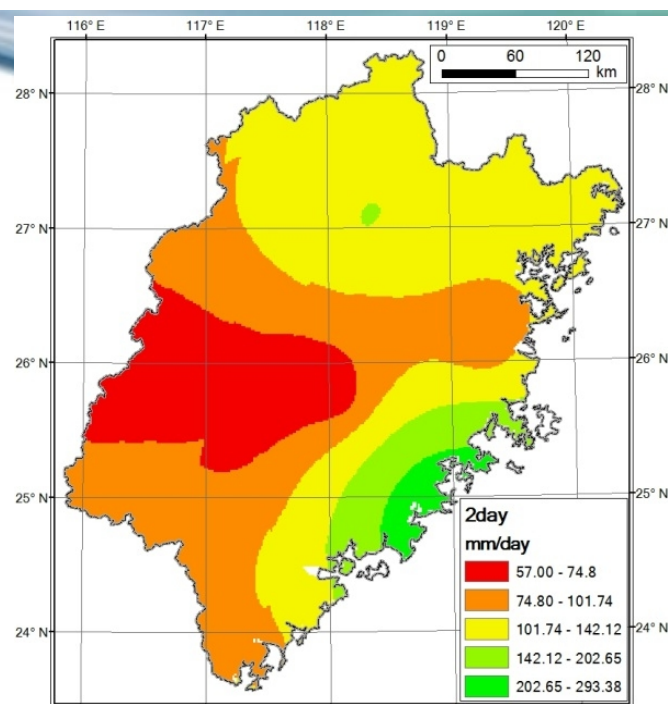 116°E 117°E 118°E 119°E 120°E
0 60 120
km
28°N 28°N
27°N 27°N
26°N 26°N
25°N 25°N
24°N 24°N
2day
mm/day
57.00 - 74.8
74.80 - 101.74
101.74 - 142.12
142.12 - 202.65
202.65 - 293.38